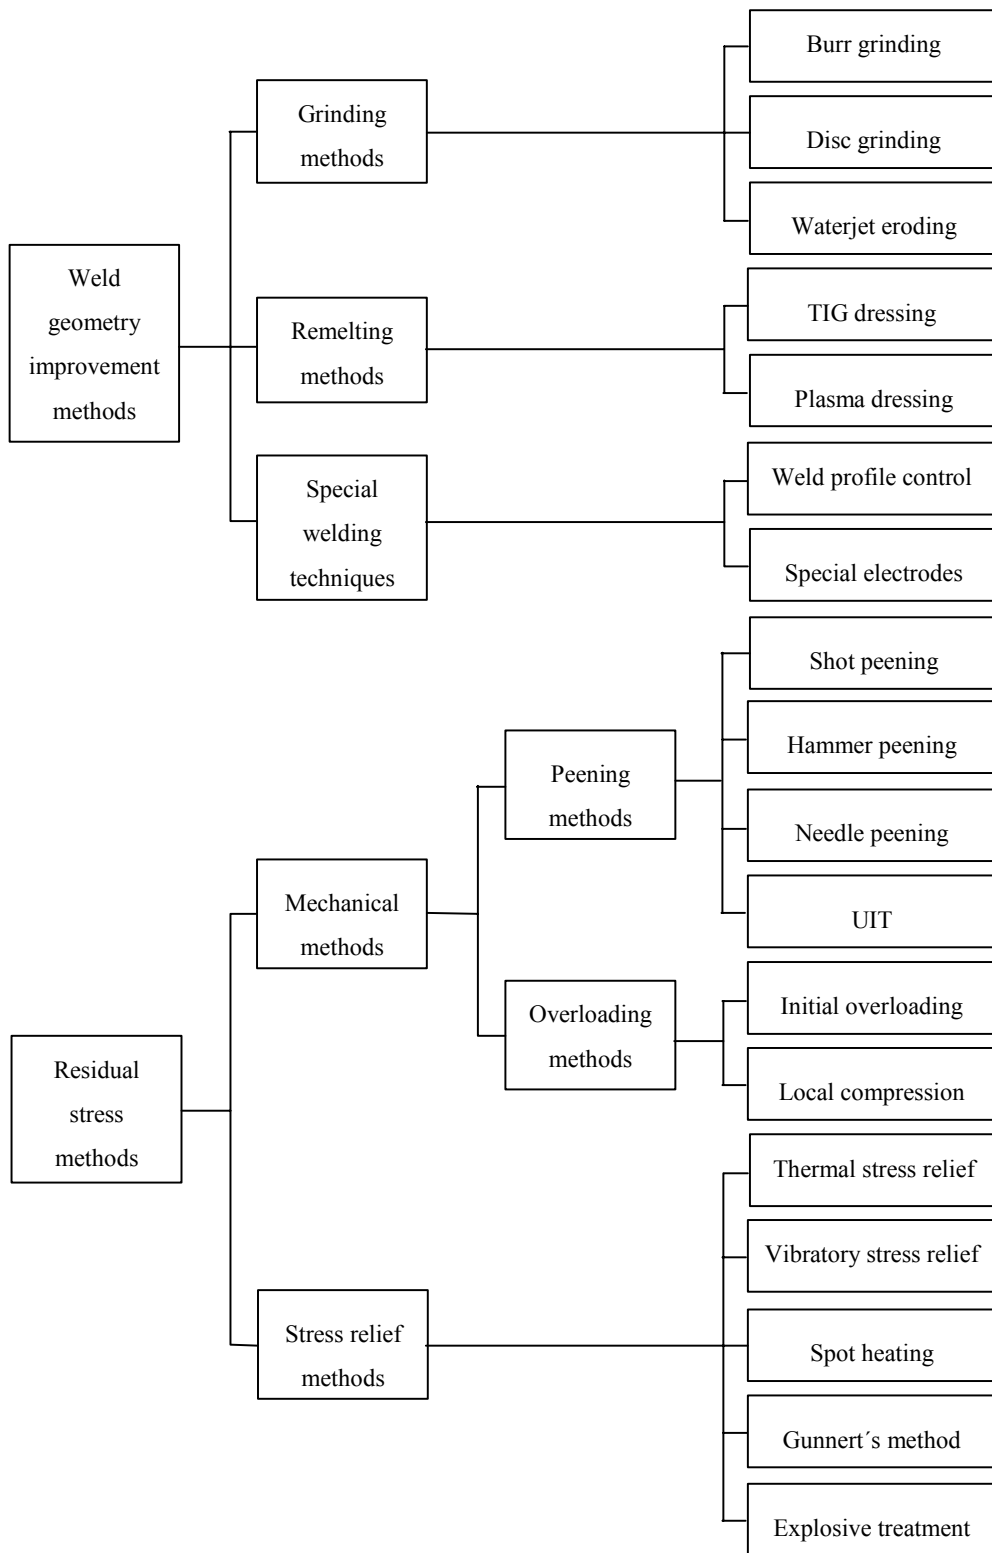 Burr grinding
Grinding
methods
Disc grinding
Waterjet eroding
Weld
geometry
improvement
methods
Remelting
methods
TIG dressing
Plasma dressing
Special
welding
techniques
Weld profile control
Special electrodes
Shot peening
Peening
methods
Hammer peening
Needle peening
Mechanical
methods
UIT
Overloading
methods
Initial overloading
Local compression
Residual
stress
methods
Thermal stress relief
Vibratory stress relief
Stress relief
methods
Spot heating
Gunnert´s method
Explosive treatment